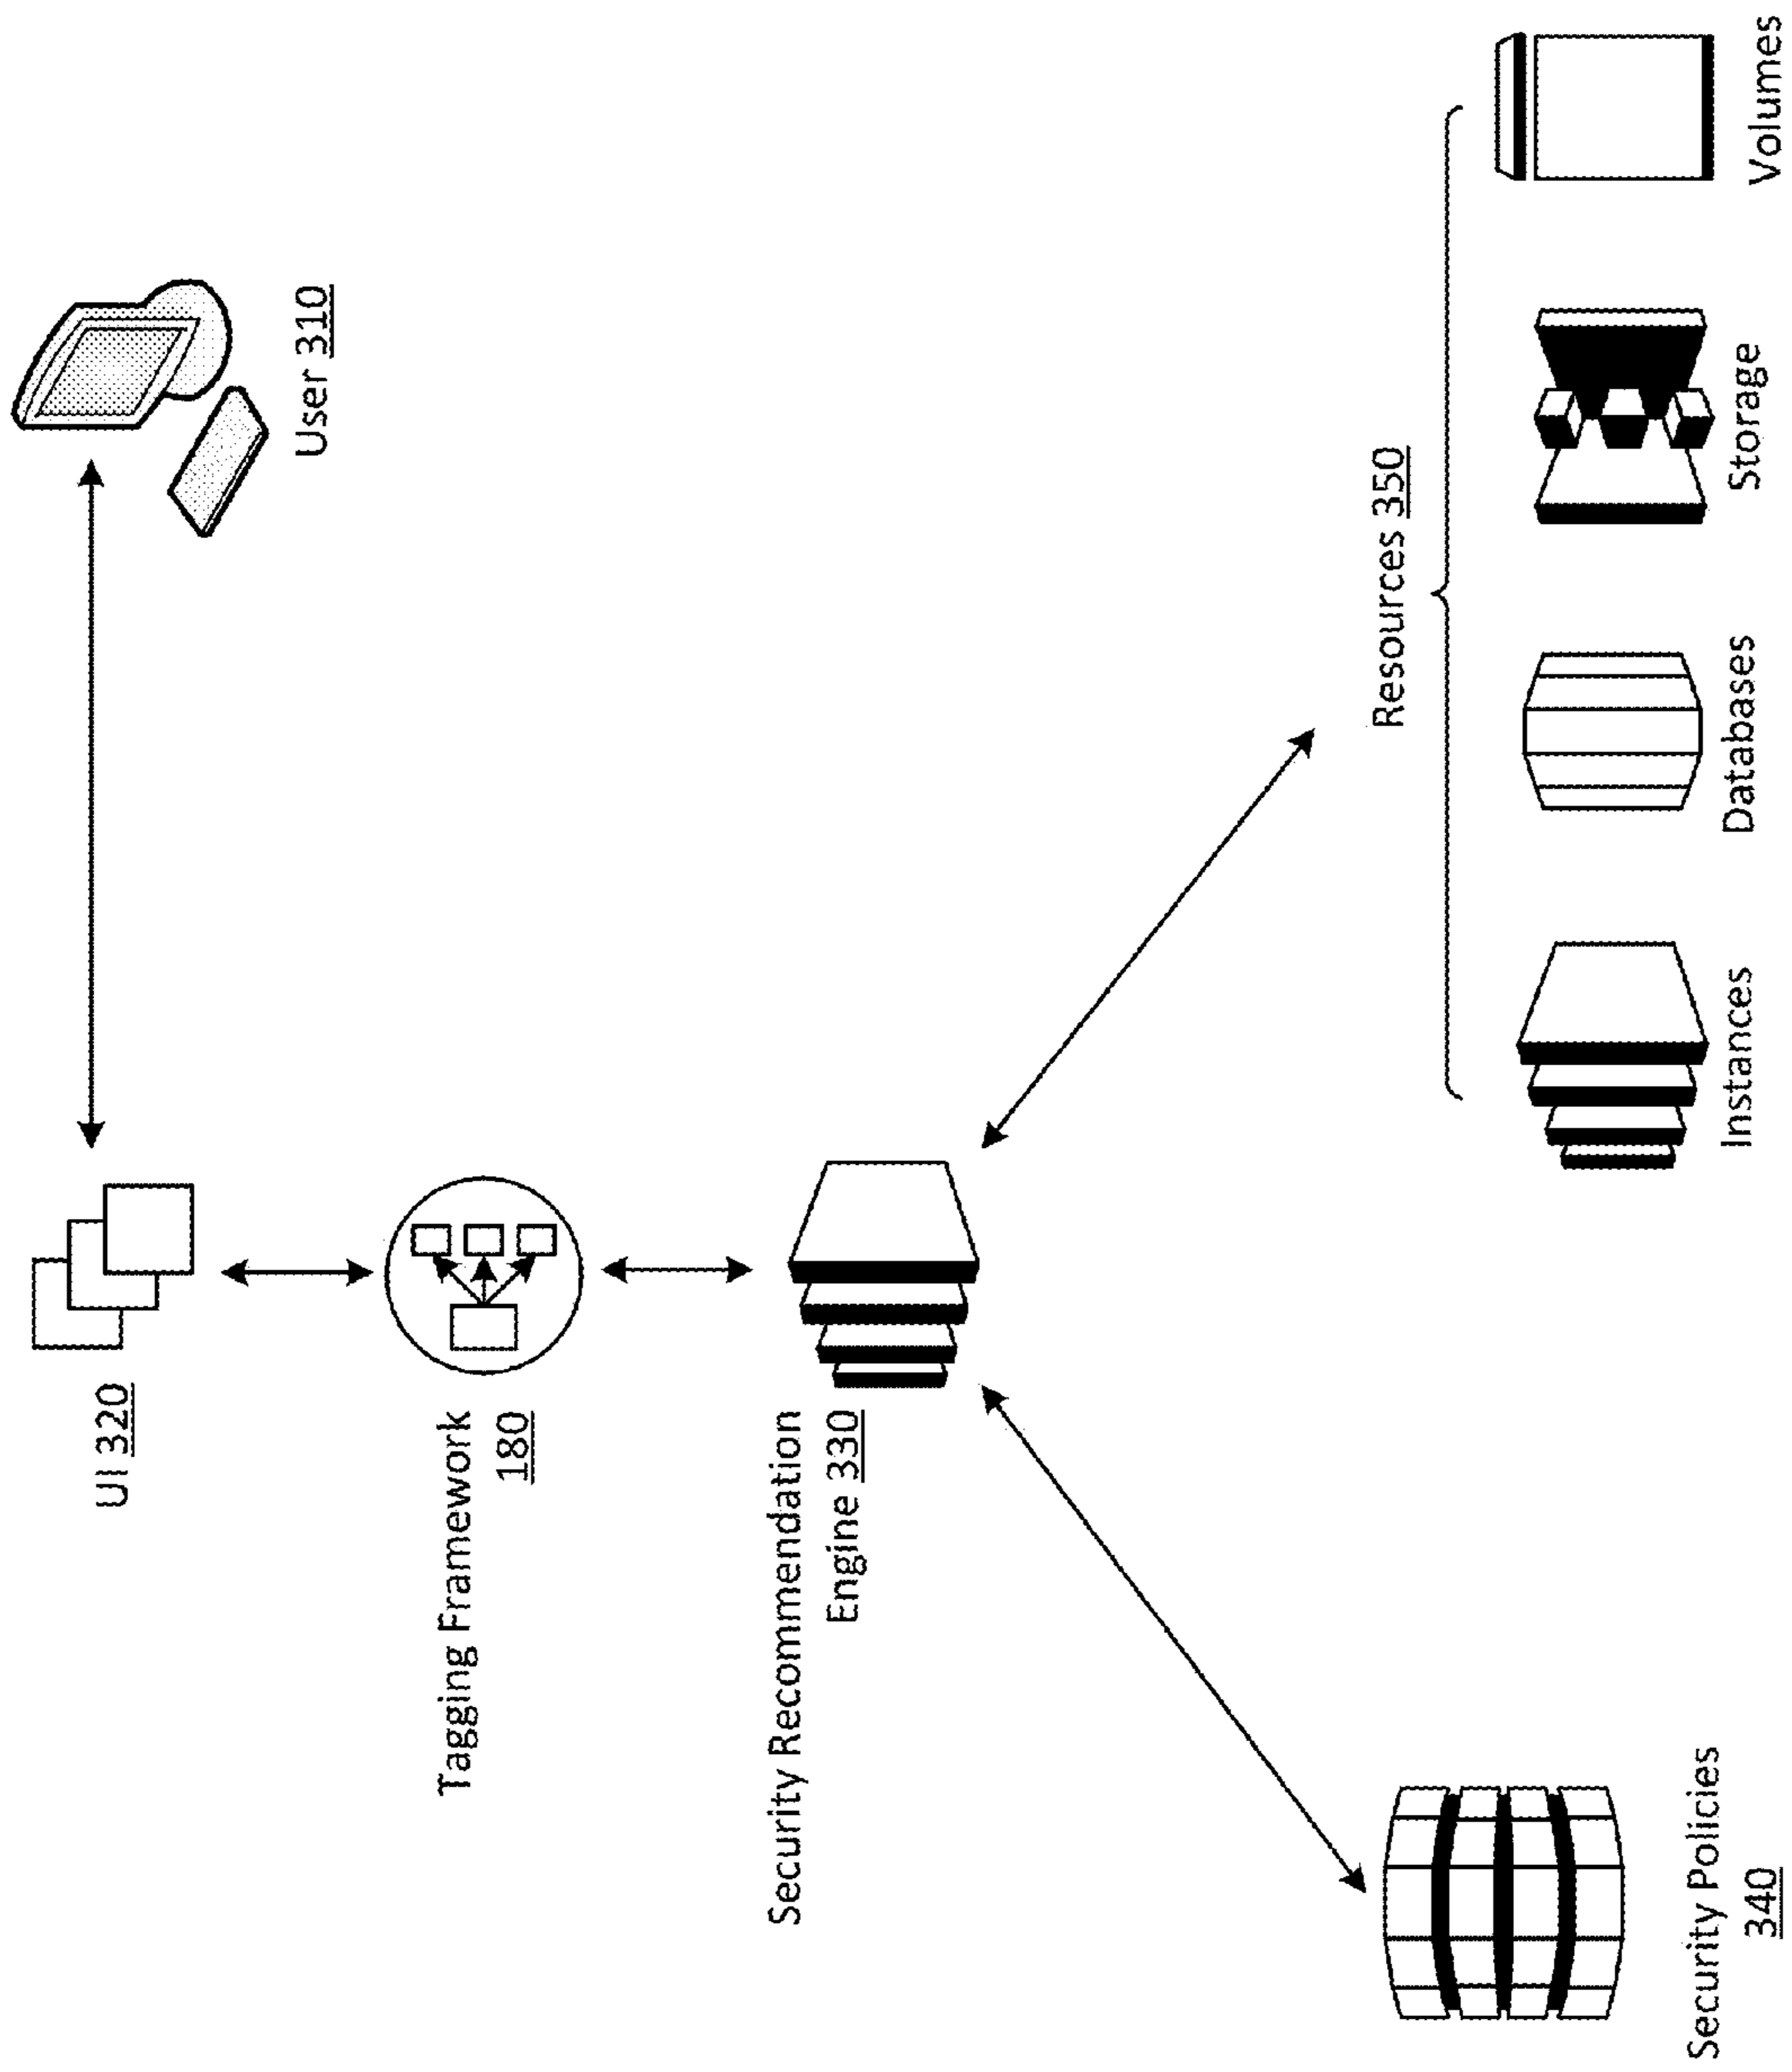 UI 320
User 310
Tagging Framework
180
Security Recommendation
Engine 330
Resources 350
Security Policies
340
Instances
Databases
Storage
Volumes